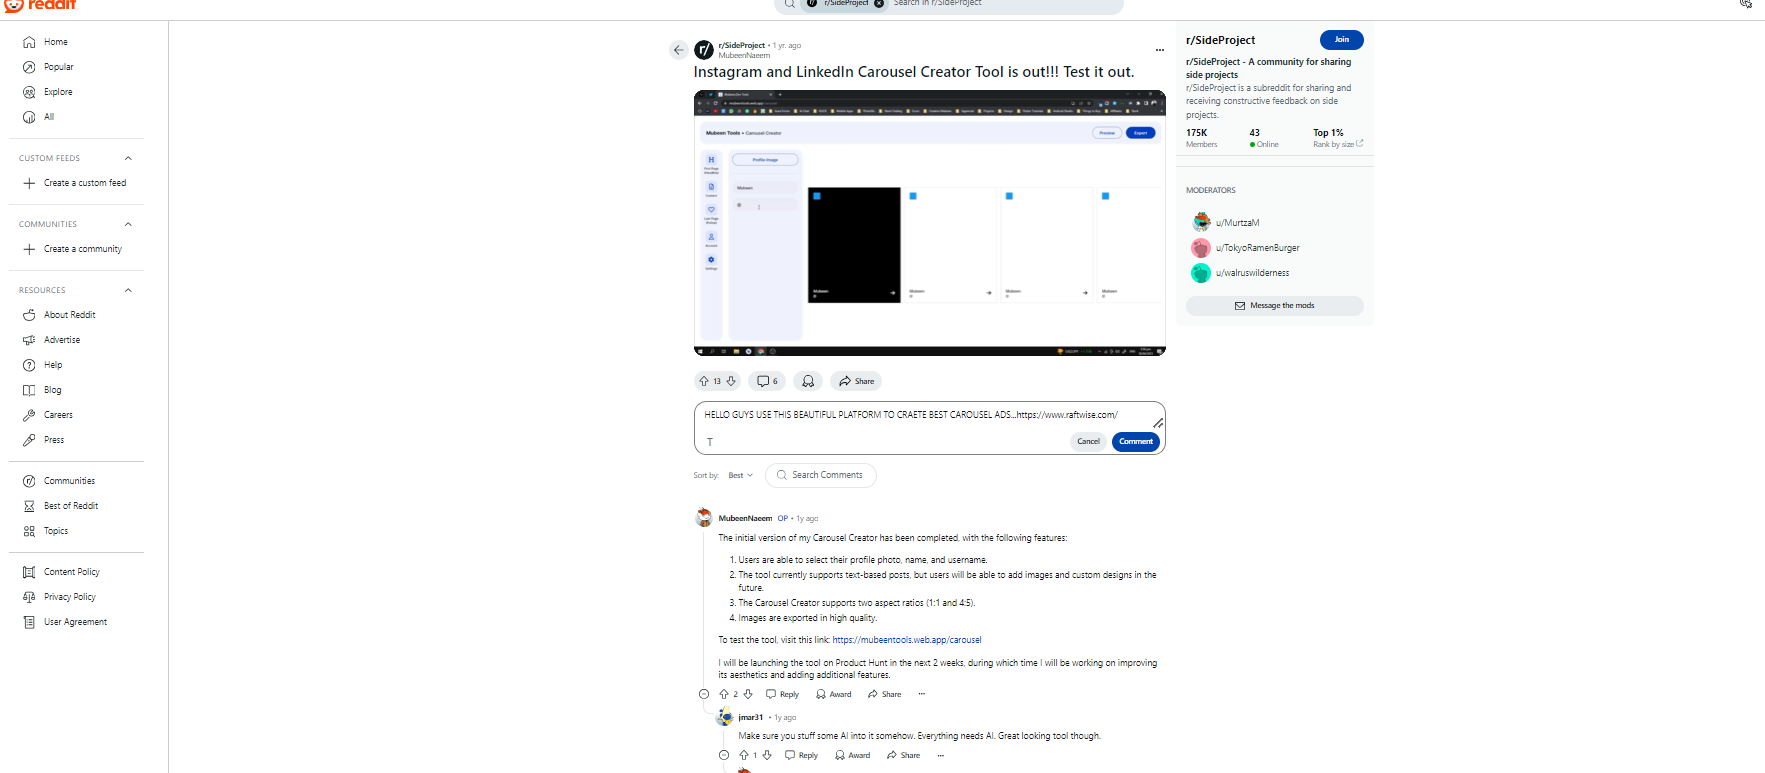 reddit
r/SideProject
Search in r/SideProject
Home
Popular
Explore
All
CUSTOM FEEDS
Create a custom feed
COMMUNITIES
Create a community
RESOURCES
About Reddit
Advertise
Help
Blog
Careers
Press
Communities
Best of Reddit
Topics
Content Policy
Privacy Policy
User Agreement
r/SideProject • 1 yr. ago
MubeenNaeem
Instagram and LinkedIn Carousel Creator Tool is out!!! Test it out.
Mubeen Tools • Carousel Creator
Preview
Export
Profile Image
Mubeen
@
Content
Account
Settings
Mubeen
@
Mubeen
@
Mubeen
@
Mubeen
@
13
6
Share
HELLO GUYS USE THIS BEAUTIFUL PLATFORM TO CRAETE BEST CAROUSEL ADS...https://www.raftwise.com/
T
Cancel
Comment
Sort by:
Best
Search Comments
MubeenNaeem OP • 1y ago
The initial version of my Carousel Creator has been completed, with the following features:
1. Users are able to select their profile photo, name, and username.
2. The tool currently supports text-based posts, but users will be able to add images and custom designs in the
future.
3. The Carousel Creator supports two aspect ratios (1:1 and 4:5).
4. Images are exported in high quality.
To test the tool, visit this link: https://mubeentools.web.app/carousel
I will be launching the tool on Product Hunt in the next 2 weeks, during which time I will be working on improving
its aesthetics and adding additional features.
2
Reply
Award
Share
jmar31 • 1y ago
Make sure you stuff some AI into it somehow. Everything needs AI. Great looking tool though.
1
Reply
Award
Share
r/SideProject
Join
r/SideProject - A community for sharing
side projects
r/SideProject is a subreddit for sharing and
receiving constructive feedback on side
projects.
175K
Members
43
Online
Top 1%
Rank by size
MODERATORS
u/MurtzaM
u/TokyoRamenBurger
u/walruswilderness
Message the mods